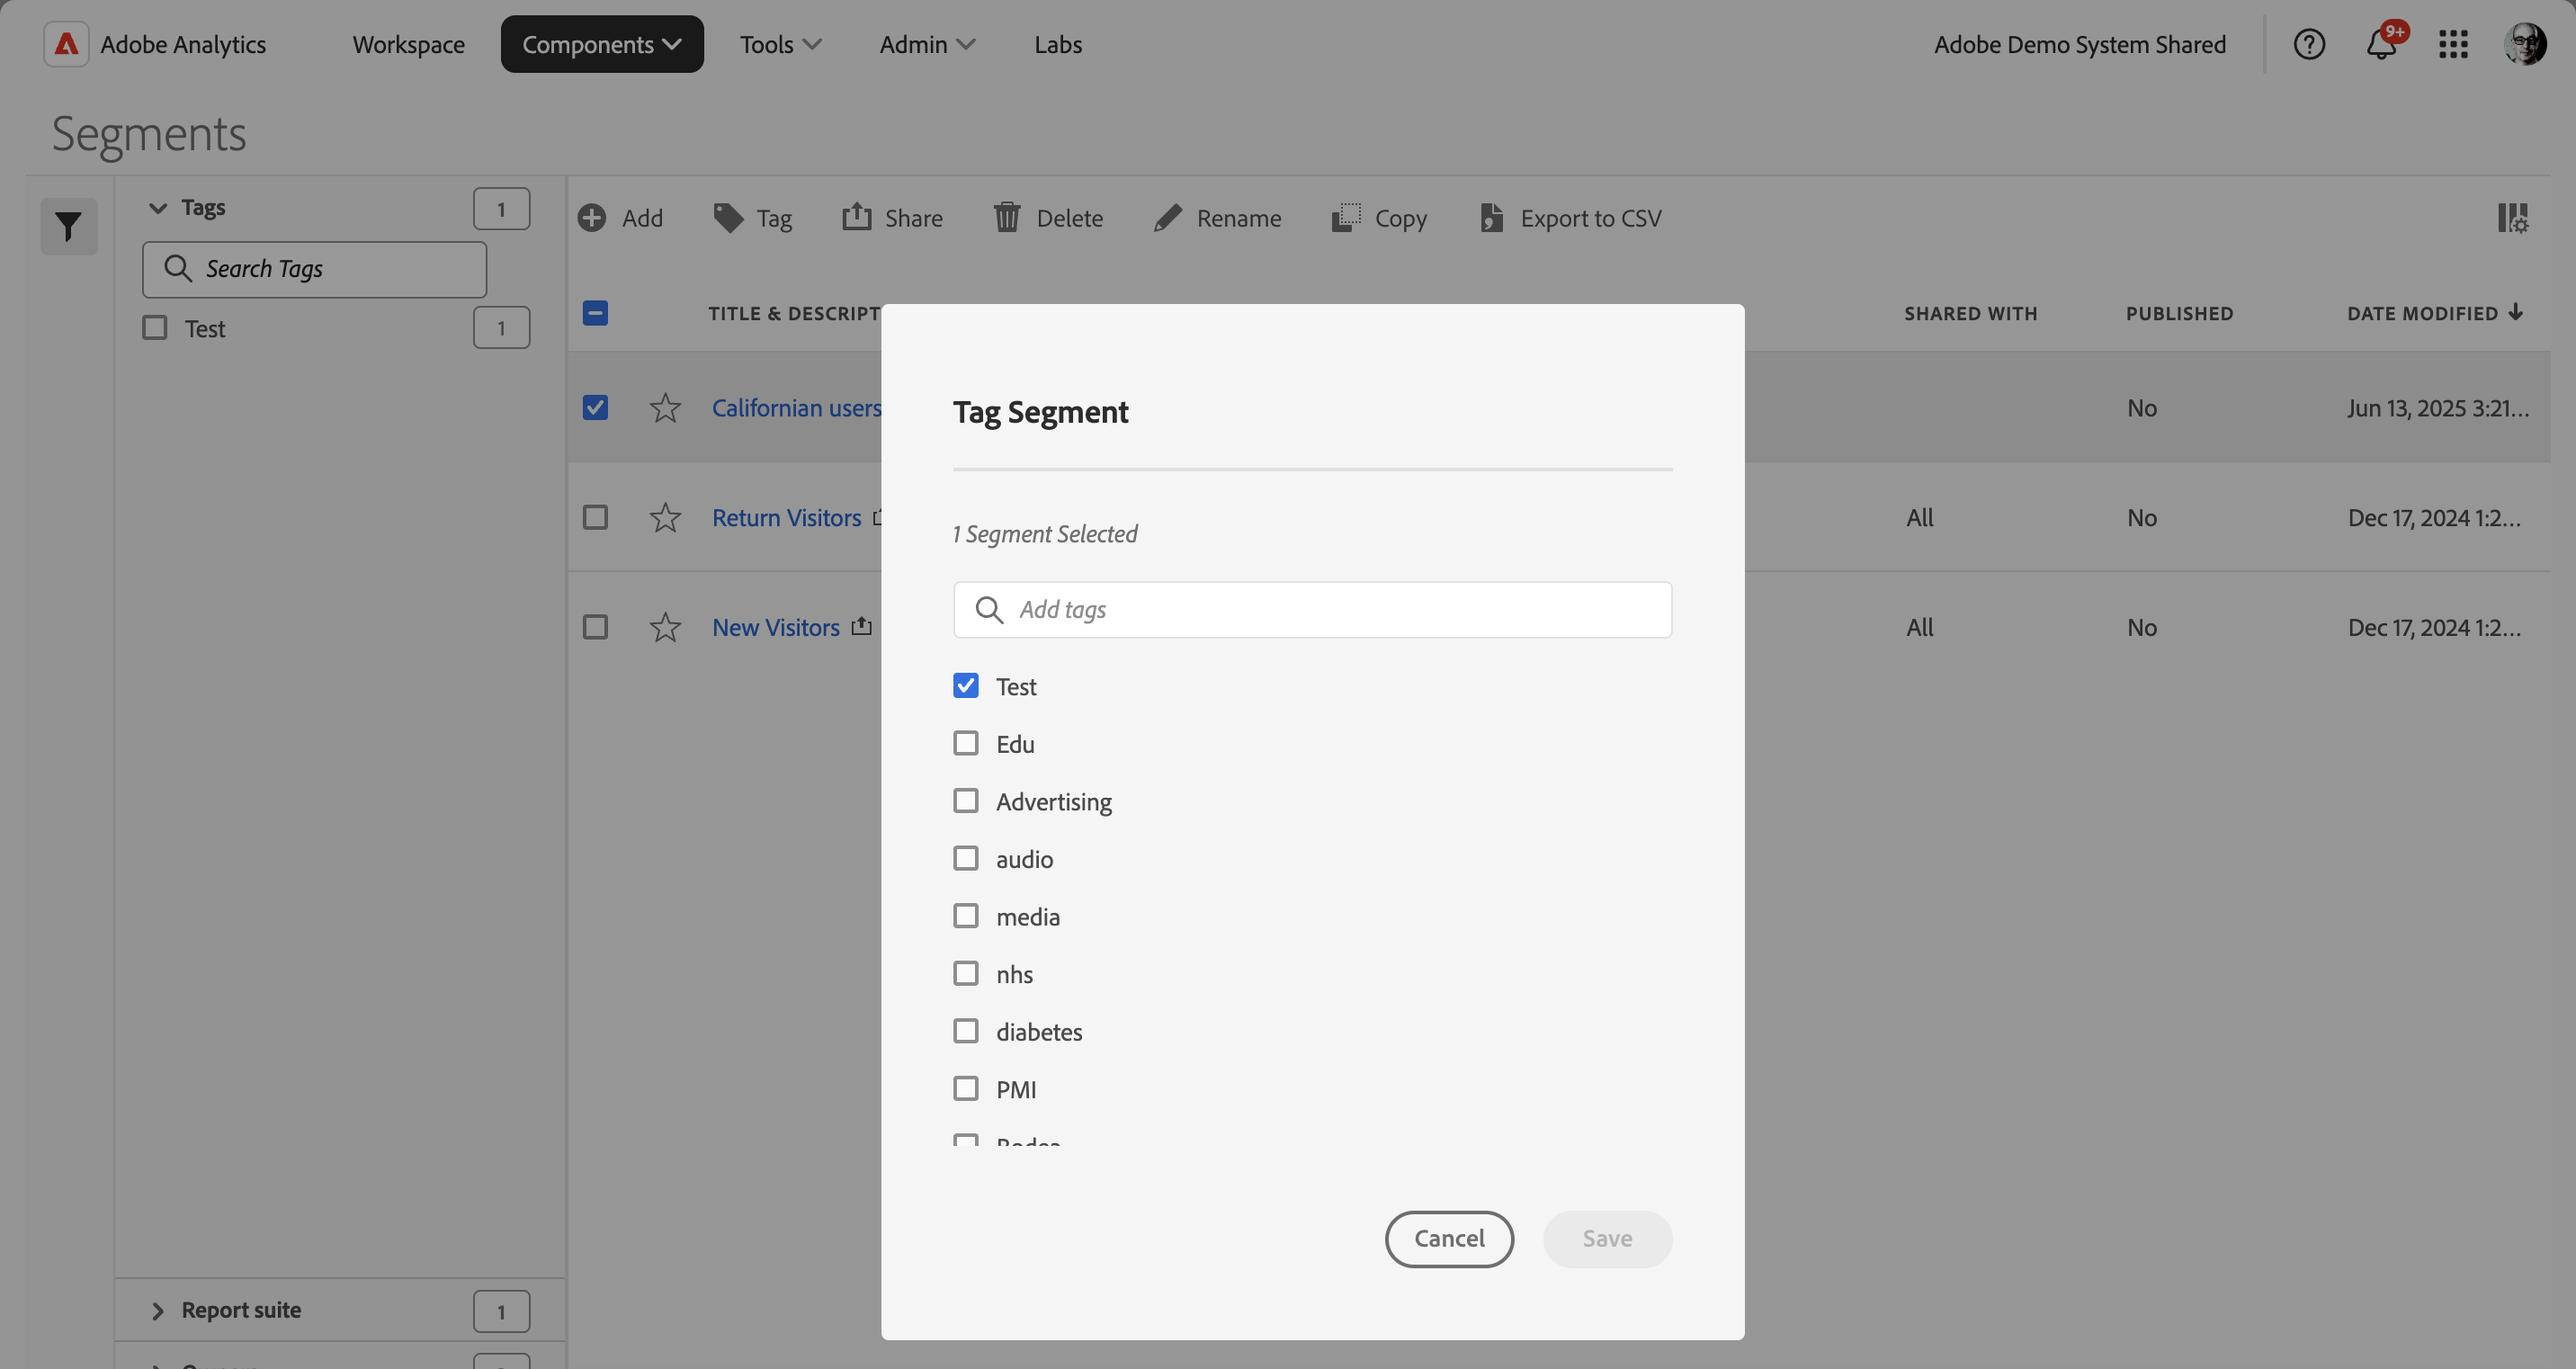 Adobe Analytics Workspace Components Tools Admin Labs Adobe Demo System Shared 9+
Segments
Tags 1
Search Tags
Test 1
Add Tag Share Delete Rename Copy Export to CSV
TITLE & DESCRIPT SHARED WITH PUBLISHED DATE MODIFIED
Californian users No Jun 13, 2025 3:21...
Return Visitors All No Dec 17, 2024 1:2...
New Visitors All No Dec 17, 2024 1:2...
Tag Segment
1 Segment Selected
Add tags
Test
Edu
Advertising
audio
media
nhs
diabetes
PMI
Cancel Save
Report suite 1